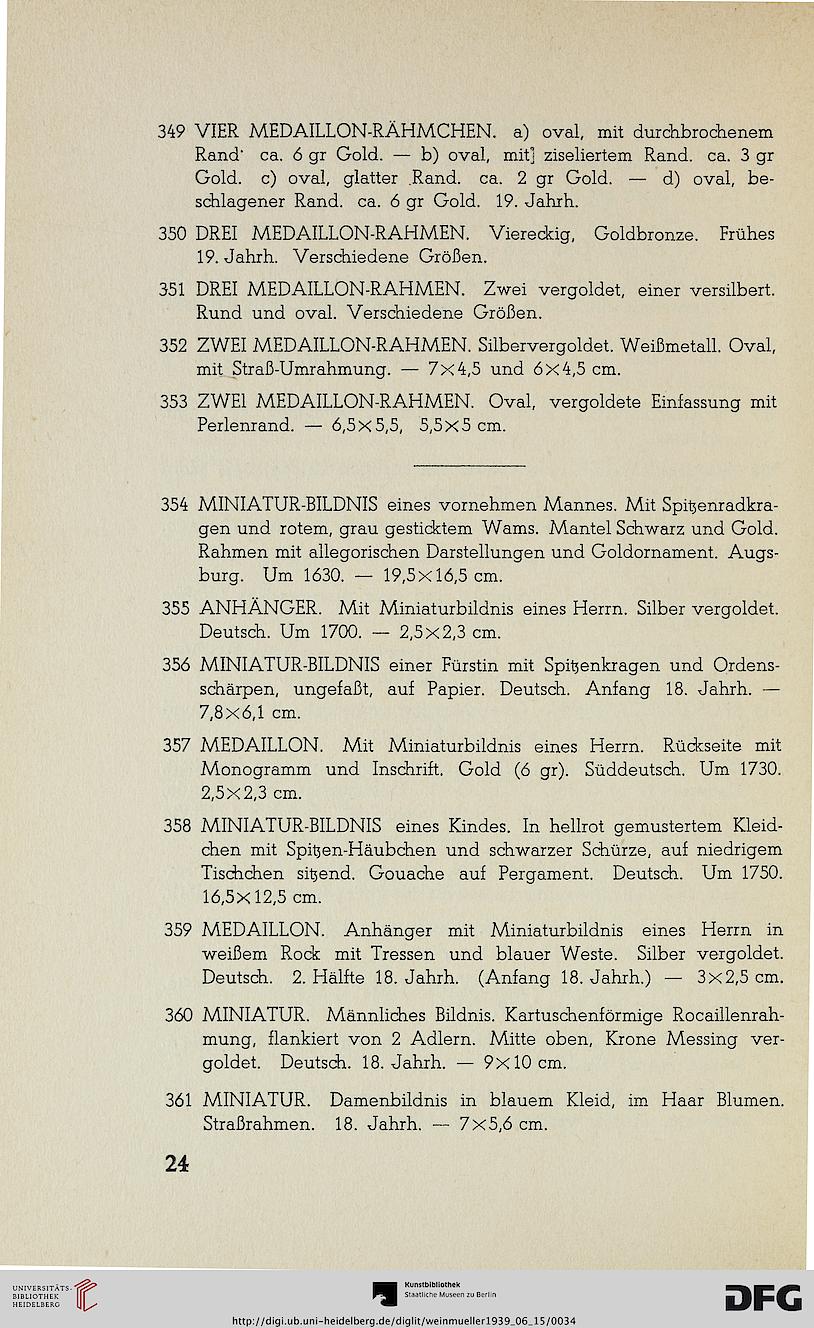 349 VIER MEDAILLON-RÄHMCHEN. a) oval, mit durchbrochenem
Rand· ca. 6 gr Gold. — b) oval, mit] ziseliertem Rand. ca. 3 gr
Gold. c) oval, glatter .Rand. ca. 2 gr Gold. — d) oval, be-
schlagener Rand. ca. 6 gr Gold. 19. Jahrh.
350 DREI MEDAILLON-RAHMEN. Viereckig, Goldbronze. Frühes
19. Jahrh. Verschiedene Größen.
351 DREI MEDAILLON-RAHMEN. Zwei vergoldet, einer versilbert.
Rund und oval. Verschiedene Größen.
352 ZWEI MEDAILLON-RAHMEN. Silbervergoldet. Weißmetall. Oval,
mit Straß-Umrahmung. — 7×4,5 und 6×4,5 cm.
353 ZWEI MEDAILLON-RAHMEN. Oval, vergoldete Einfassung mit
Perlenrand. — 6,5×5,5, 5,5×5 cm.
354 MINIATUR-BILDNIS eines vornehmen Mannes. Mit Spitzenradkra-
gen und rotem, grau gesticktem Wams. Mantel Schwarz und Gold.
Rahmen mit allegorischen Darstellungen und Goldornament. Augs-
burg. Um 1630. — 19,5×16,5 cm.
355 ANHÄNGER. Mit Miniaturbildnis eines Herrn. Silber vergoldet.
Deutsch. Um 1700. — 2,5×2,3 cm.
356 MINIATUR-BILDNIS einer Fürstin mit Spitzenkragen und Ordens-
schärpen, ungefaßt, auf Papier. Deutsch. Anfang 18. Jahrh. —
7,8×6,1 cm.
357 MEDAILLON. Mit Miniaturbildnis eines Herrn. Rückseite mit
Monogramm und Inschrift. Gold (6 gr). Süddeutsch. Um 1730.
2,5×2,3 cm.
358 MINIATUR-BILDNIS eines Kindes. In hellrot gemustertem Kleid-
chen mit Spitzen-Häubchen und schwarzer Schürze, auf niedrigem
Tischchen sitzend. Gouache auf Pergament. Deutsch. Um 1750.
16,5×12,5 cm.
359 MEDAILLON. Anhänger mit Miniaturbildnis eines Herrn in
weißem Rock mit Tressen und blauer Weste. Silber vergoldet.
Deutsch. 2. Hälfte 18. Jahrh. (Anfang 18. Jahrh.) — 3×2,5 cm.
360 MINIATUR. Männliches Bildnis. Kartuschenförmige Rocaillenrah-
mung, flankiert von 2 Adlern. Mitte oben, Krone Messing ver-
goldet. Deutsch. 18. Jahrh. — 9×10 cm.
361 MINIATUR. Damenbildnis in blauem Kleid, im Haar Blumen.
Straßrahmen. 18. Jahrh. — 7×5,6 cm.
24
UNIVERSITÄTS-
BIBLIOTHEK
HEIDELBERG
Kunstbibliothek
Staatliche Museen zu Berlin
DFG
http://digi.ub.uni-heidelberg.de/diglit/weinmueller1939_06_15/0034